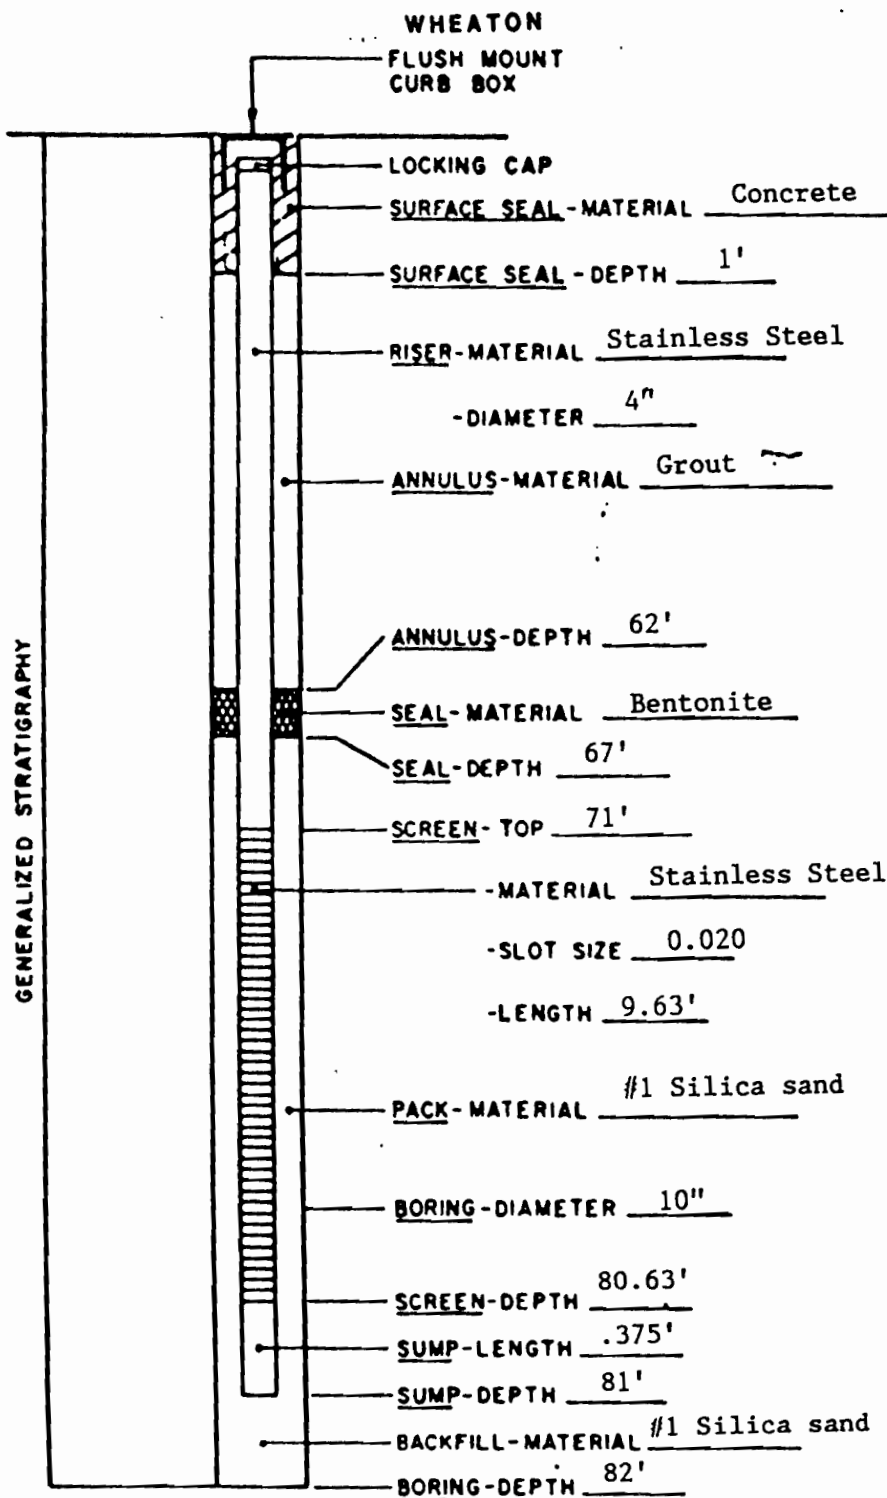 WHEATON
FLUSH MOUNT
CURB BOX
LOCKING CAP
SURFACE SEAL-MATERIAL Concrete
SURFACE SEAL-DEPTH 1'
RISER-MATERIAL Stainless Steel
-DIAMETER 4"
ANNULUS-MATERIAL Grout
ANNULUS-DEPTH 62'
SEAL-MATERIAL Bentonite
SEAL-DEPTH 67'
SCREEN-TOP 71'
-MATERIAL Stainless Steel
-SLOT SIZE 0.020
-LENGTH 9.63'
PACK-MATERIAL #1 Silica sand
BORING-DIAMETER 10"
SCREEN-DEPTH 80.63'
SUMP-LENGTH .375'
SUMP-DEPTH 81'
BACKFILL-MATERIAL #1 Silica sand
BORING-DEPTH 82'
GENERALIZED STRATIGRAPHY